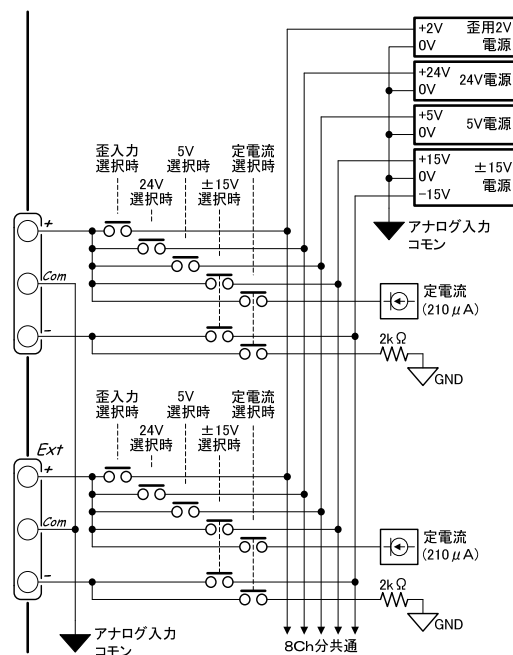 +2V 歪用2V
0V 電源
+24V
0V 24V電源
+5V
0V 5V電源
+15V
0V ±15V
-15V 電源
アナログ入力
コモン
歪入力
選択時
5V
選択時
定電流
選択時
24V
選択時
±15V
選択時
+
Com
-
定電流
(210μA)
2kΩ
GND
歪入力
選択時
5V
選択時
定電流
選択時
24V
選択時
±15V
選択時
Ext
+
Com
-
定電流
(210μA)
2kΩ
GND
アナログ入力
コモン
8Ch分共通